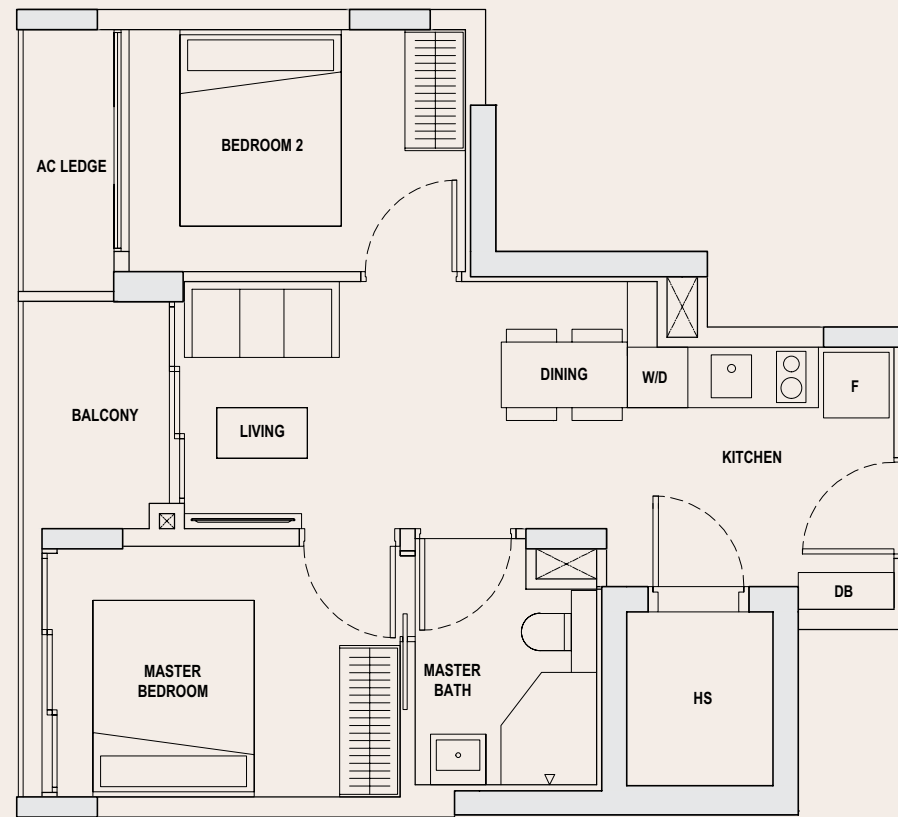 BEDROOM 2
AC LEDGE
DINING
W/D
F
BALCONY
LIVING
KITCHEN
DB
MASTER
BEDROOM
MASTER
BATH
HS